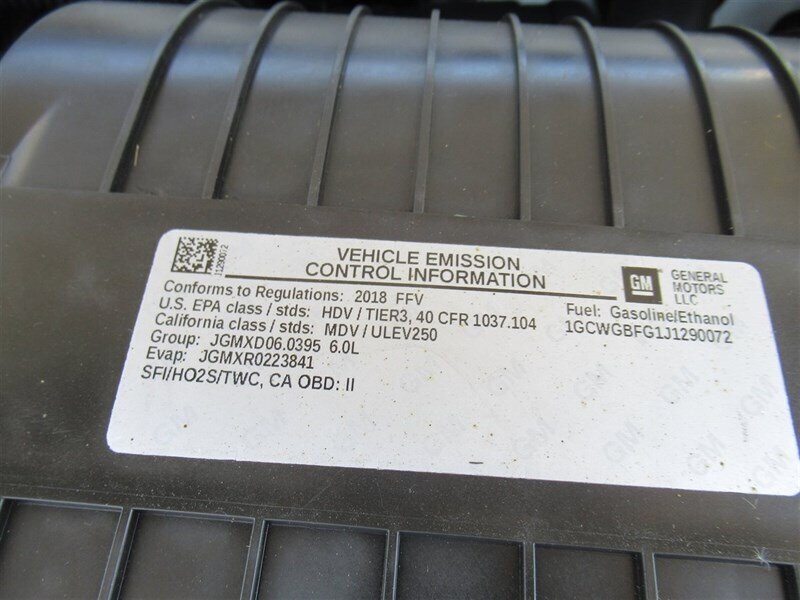 J1290072
VEHICLE EMISSION
CONTROL INFORMATION
GM
GENERAL
MOTORS
LLC
Conforms to Regulations: 2018 FFV
Fuel: Gasoline/Ethanol
U.S. EPA class / stds: HDV / TIER3, 40 CFR 1037.104
1GCWGBFG1J1290072
California class / stds: MDV / ULEV250
Group: JGMXD06.0395 6.0L
Evap: JGMXR0223841
SFI/HO2S/TWC, CA OBD: II